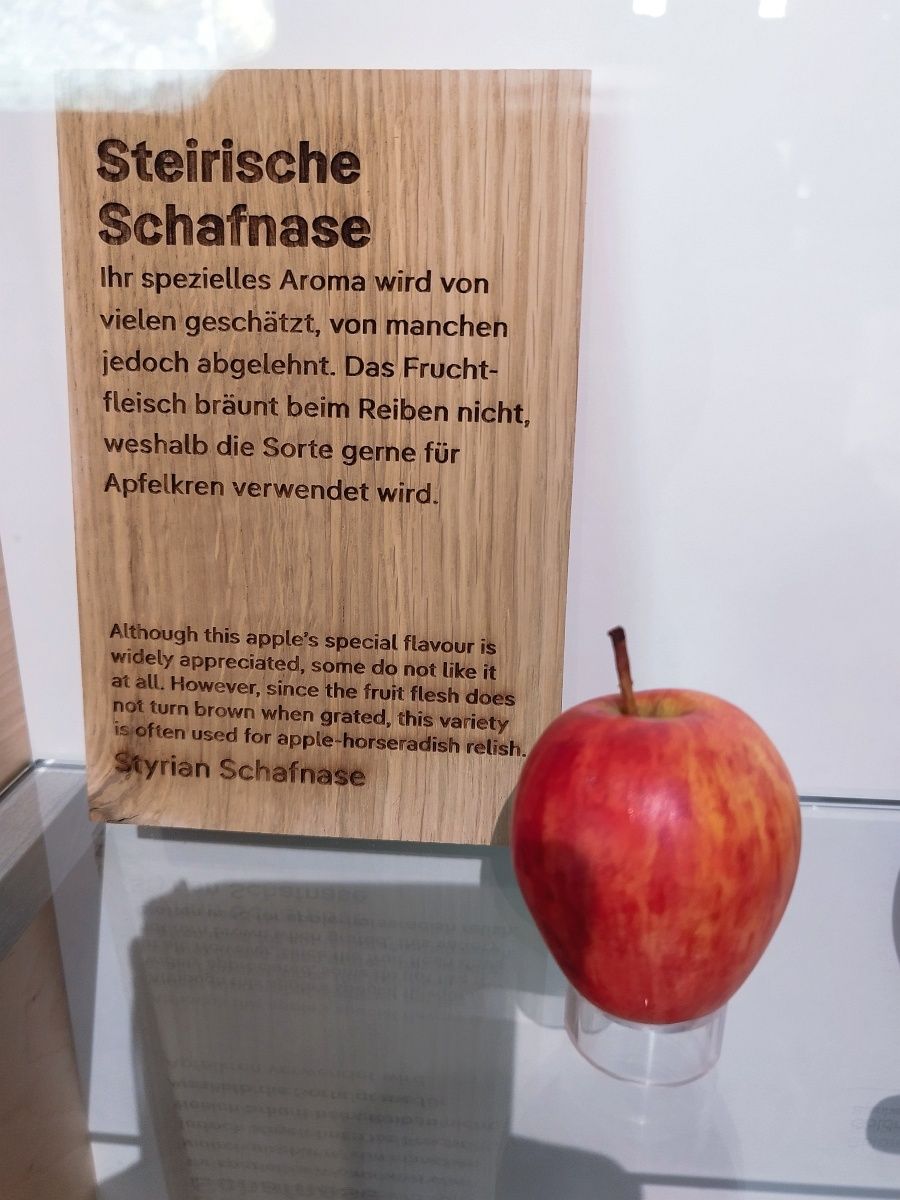 Steirische
Schafnase
Ihr spezielles Aroma wird von
vielen geschätzt, von manchen
jedoch abgelehnt. Das Frucht-
fleisch bräunt beim Reiben nicht,
weshalb die Sorte gerne für
Apfelkren verwendet wird.
Although this apple's special flavour is
widely appreciated, some do not like it
at all. However, since the fruit flesh does
not turn brown when grated, this variety
is often used for apple-horseradish relish.
Styrian Schafnase